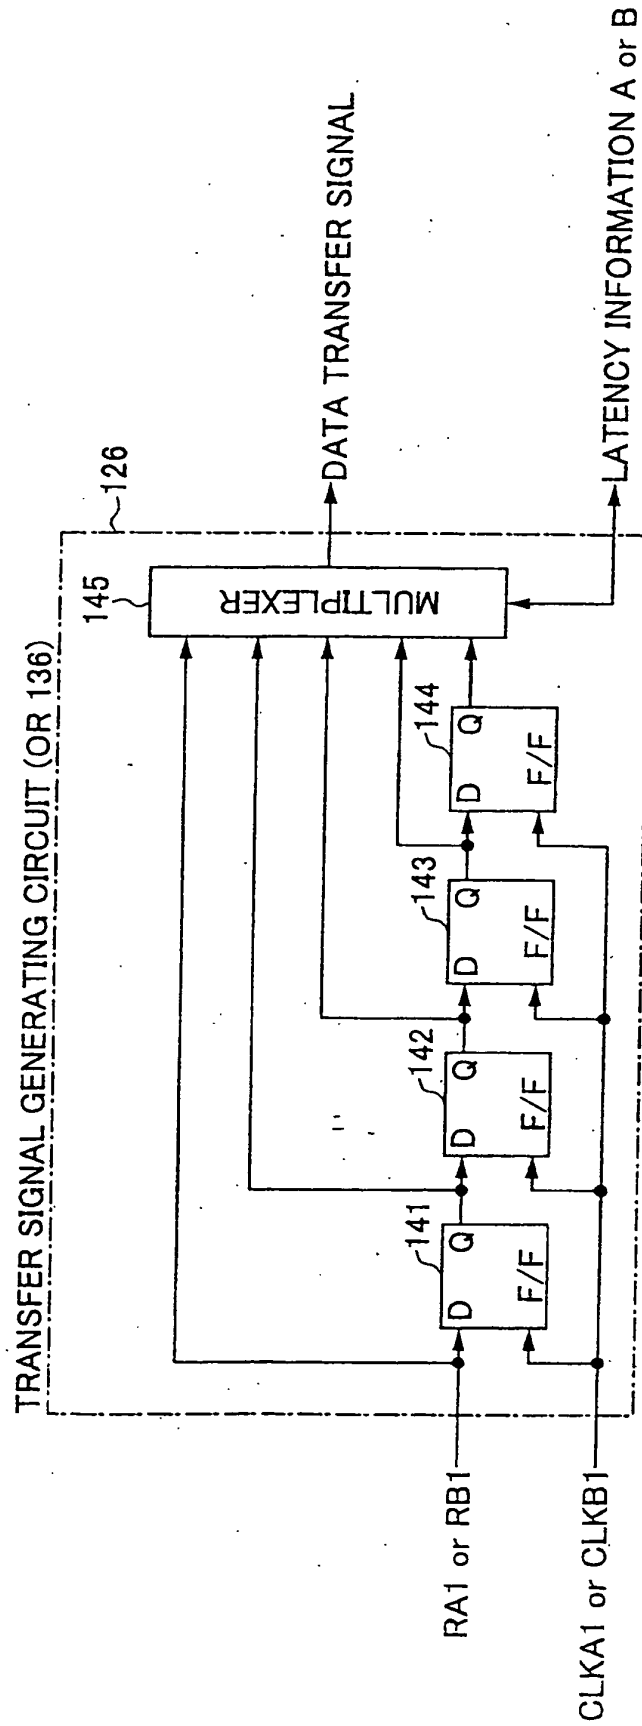 TRANSFER SIGNAL GENERATING CIRCUIT (OR 136)
126
145
MULTIPLEXER
DATA TRANSFER SIGNAL
LATENCY INFORMATION A or B
141
D
Q
F/F
142
D
Q
F/F
143
D
Q
F/F
144
D
Q
F/F
RA1 or RB1
CLKA1 or CLKB1